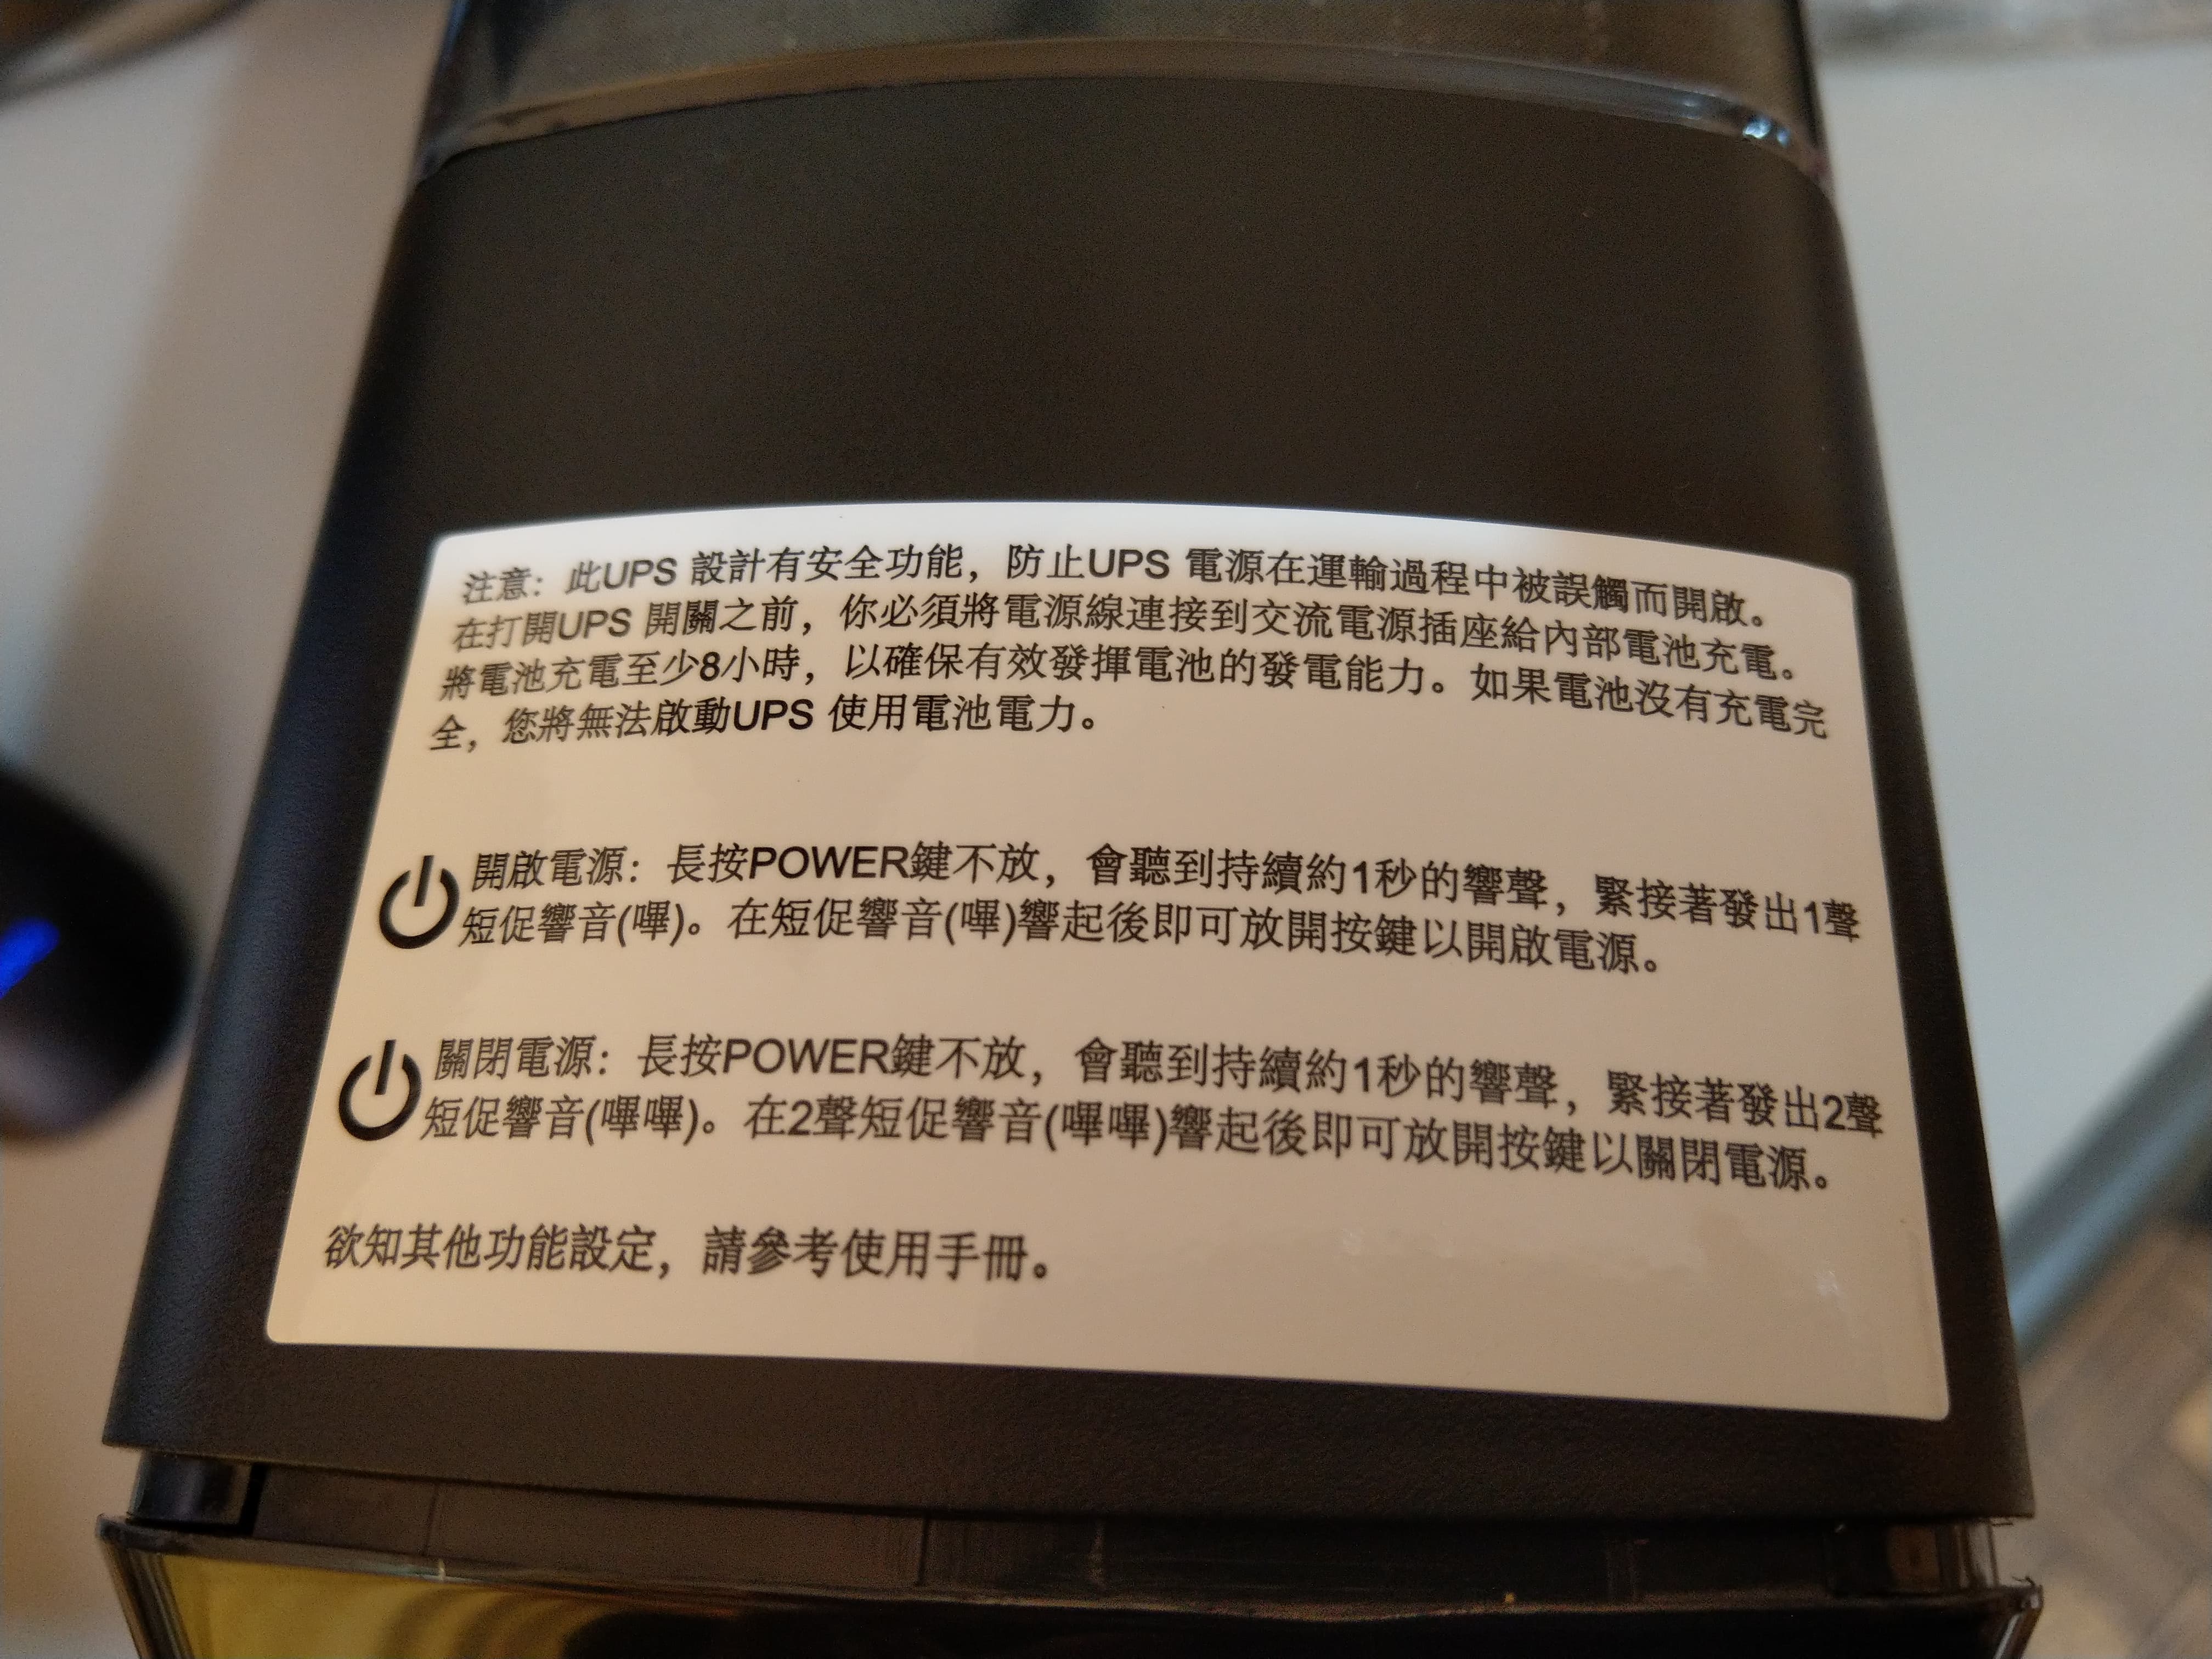 注意：此UPS 設計有安全功能，防止UPS 電源在運輸過程中被誤觸而開啟。
在打開UPS 開關之前，你必須將電源線連接到交流電源插座給內部電池充電。
將電池充電至少8小時，以確保有效發揮電池的發電能力。如果電池沒有充電完
全，您將無法啟動UPS 使用電池電力。
開啟電源：長按POWER鍵不放，會聽到持續約1秒的響聲，緊接著發出1聲
短促響音(嗶)。在短促響音(嗶)響起後即可放開按鍵以開啟電源。
關閉電源：長按POWER鍵不放，會聽到持續約1秒的響聲，緊接著發出2聲
短促響音(嗶嗶)。在2聲短促響音(嗶嗶)響起後即可放開按鍵以關閉電源。
欲知其他功能設定，請參考使用手冊。